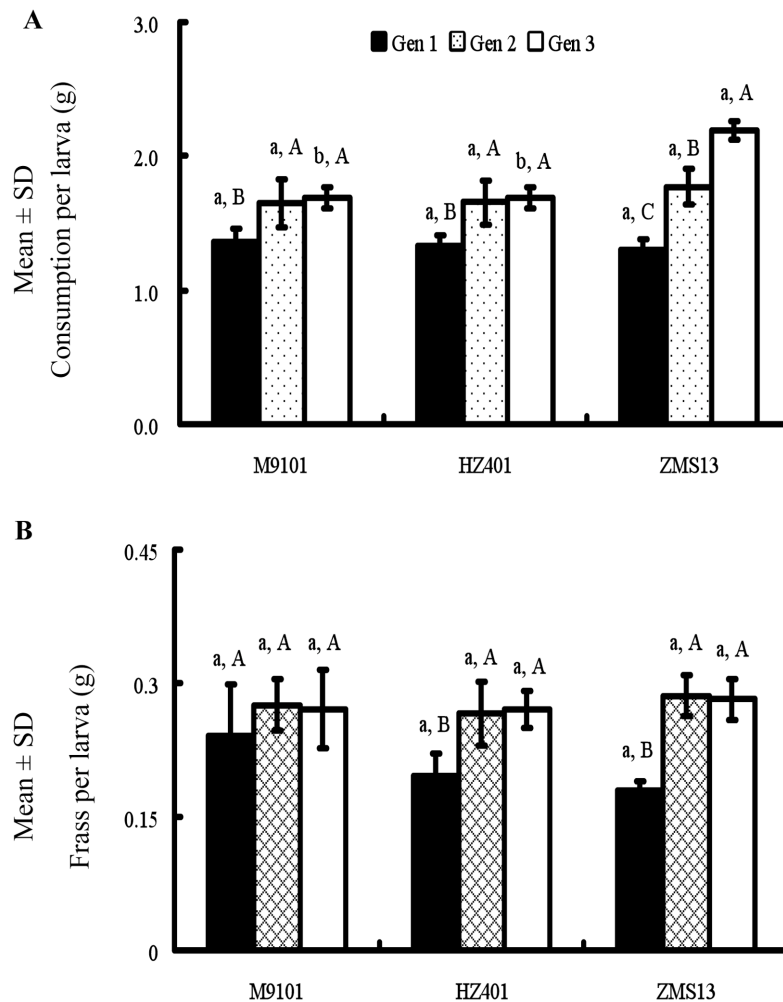 A
3.0
Gen 1 Gen 2 Gen 3
a, A
a, A a, A a, B
2.0
b, A b, A
a, B a, B a, C
Mean ± SD
Consumption per larva (g)
1.0
0.0
M9101 HZ401 ZMS13
B
0.45
a, A a, A a, A a, A a, A
a, A a, A
0.3
a, B a, B
Mean ± SD
Frass per larva (g)
0.15
0
M9101 HZ401 ZMS13